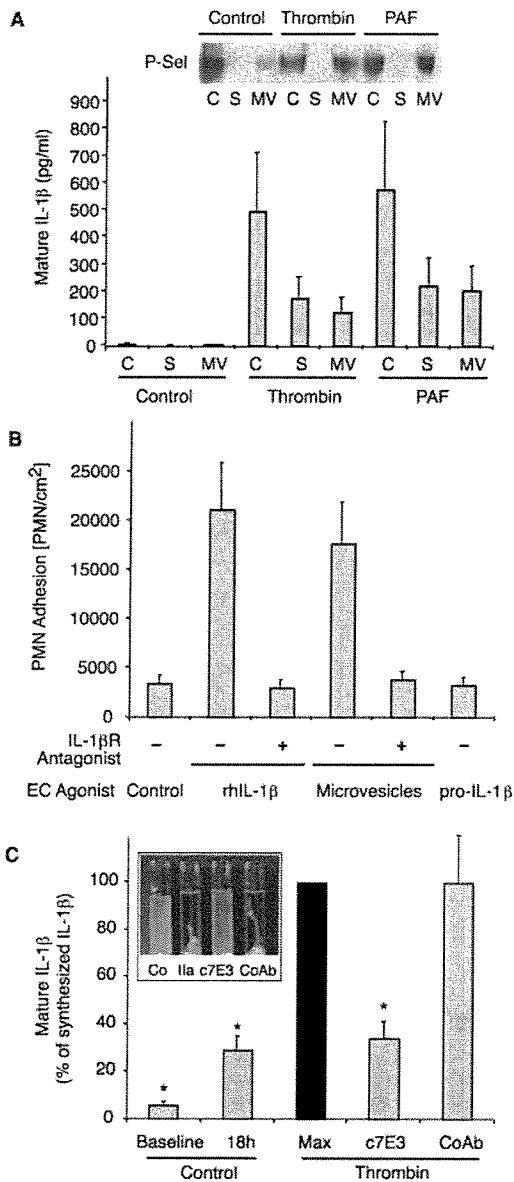 A
Control Thrombin PAF
P-Sel
C S MV C S MV C S MV
Mature IL-1β (pg/ml)
900
800
700
600
500
400
300
200
100
0
C S MV C S MV C S MV
Control Thrombin PAF
B
PMN Adhesion [PMN/cm2]
25000
20000
15000
10000
5000
0
IL-1βR Antagonist
− − + − + −
EC Agonist Control rhIL-1β Microvesicles pro-IL-1β
C
Mature IL-1β
(% of synthesized IL-1β)
100
80
60
40
20
0
Co IIa c7E3 CoAb
* * *
Baseline 18h Max c7E3 CoAb
Control Thrombin